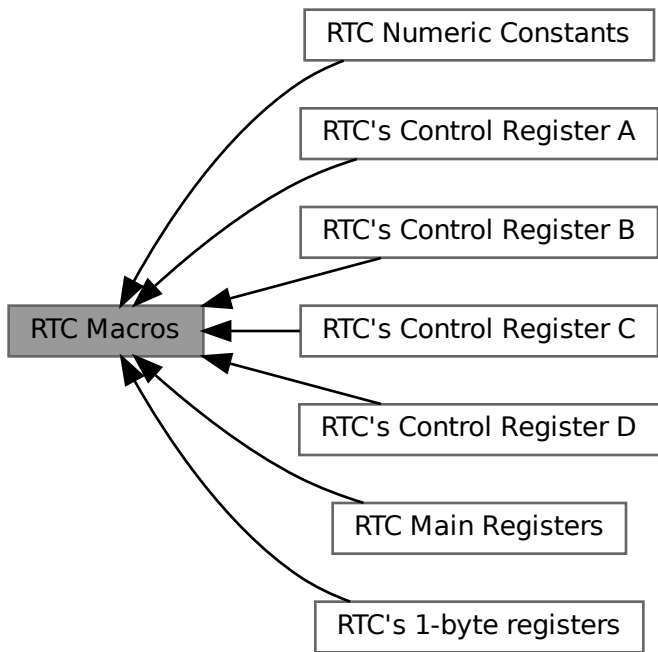 RTC Numeric Constants
RTC's Control Register A
RTC's Control Register B
RTC Macros
RTC's Control Register C
RTC's Control Register D
RTC Main Registers
RTC's 1-byte registers